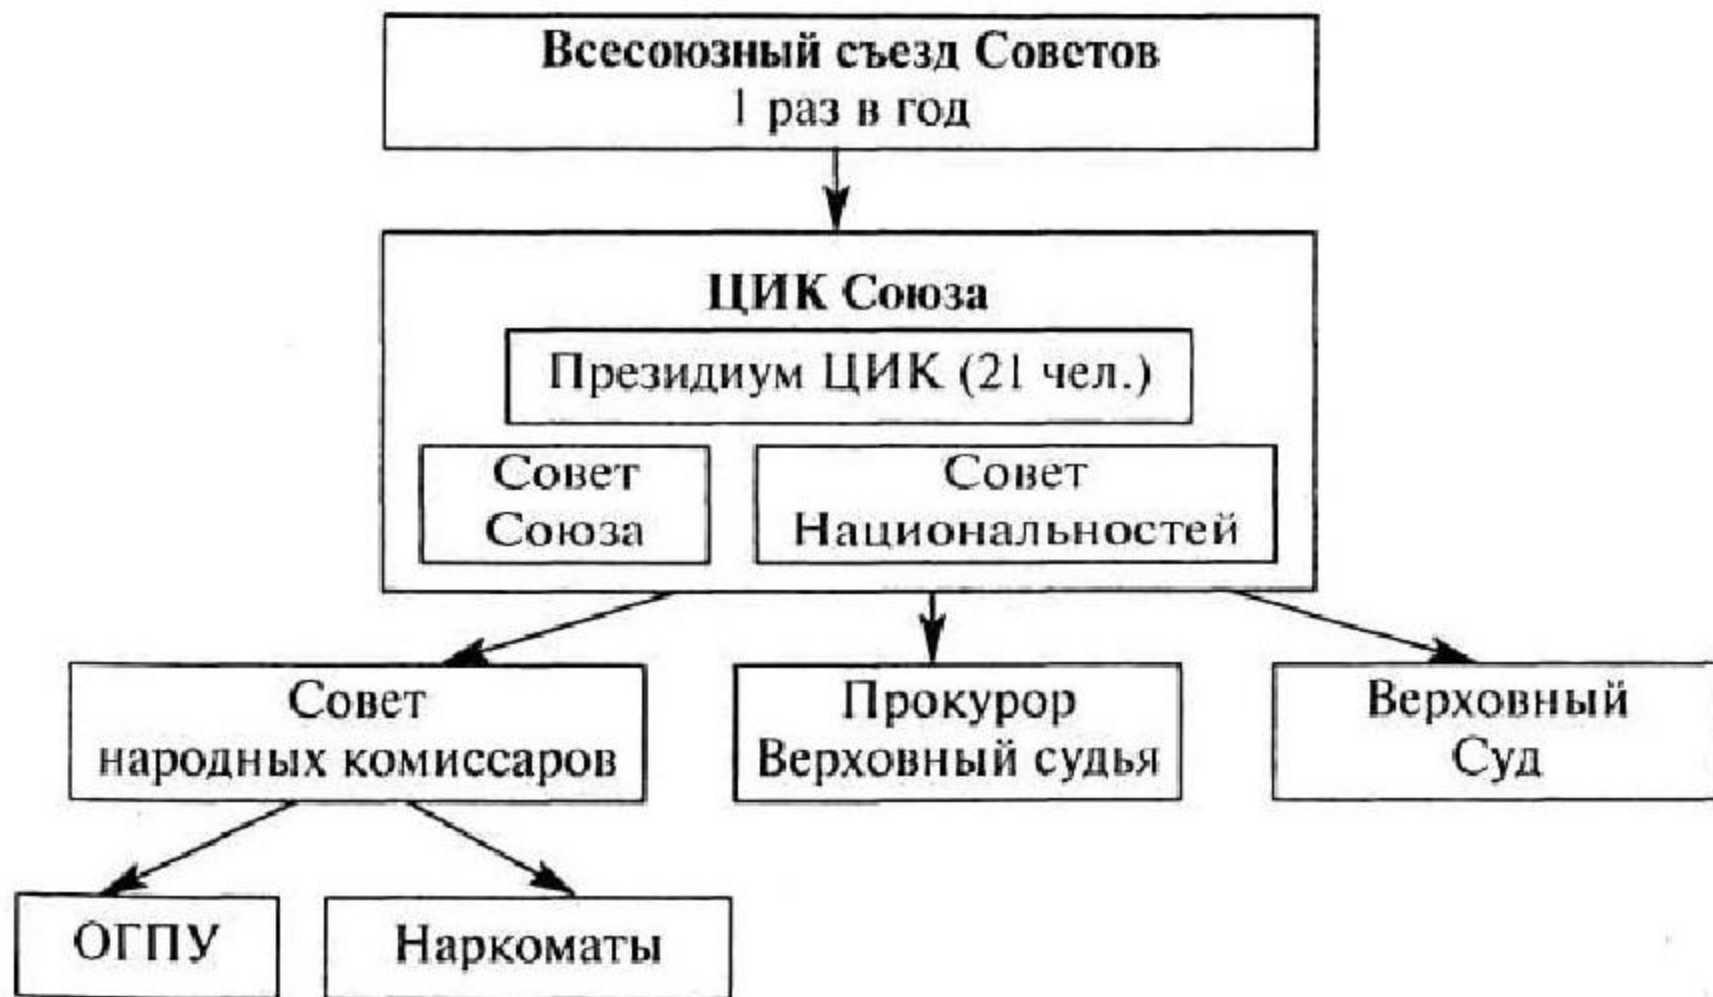 Всесоюзный съезд Советов
1 раз в год
ЦИК Союза
Президиум ЦИК (21 чел.)
Совет
Союза
Совет
Национальностей
Совет
народных комиссаров
Прокурор
Верховный судья
Верховный
Суд
ОГПУ
Наркоматы